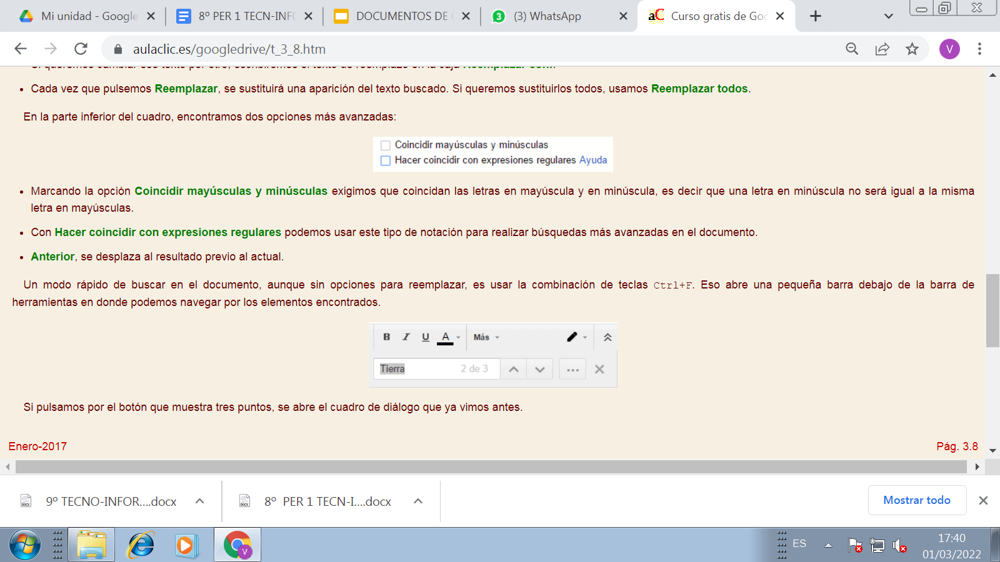 Mi unidad - Google
8º PER 1 TECN-INFO
DOCUMENTOS DE
3
(3) WhatsApp
aC
Curso gratis de Goo
aulaclic.es/googledrive/t_3_8.htm
V
Cada vez que pulsemos Reemplazar, se sustituirá una aparición del texto buscado. Si queremos sustituirlos todos, usamos Reemplazar todos.
En la parte inferior del cuadro, encontramos dos opciones más avanzadas:
Coincidir mayúsculas y minúsculas
Hacer coincidir con expresiones regulares Ayuda
Marcando la opción Coincidir mayúsculas y minúsculas exigimos que coincidan las letras en mayúscula y en minúscula, es decir que una letra en minúscula no será igual a la misma
letra en mayúsculas.
Con Hacer coincidir con expresiones regulares podemos usar este tipo de notación para realizar búsquedas más avanzadas en el documento.
Anterior, se desplaza al resultado previo al actual.
Un modo rápido de buscar en el documento, aunque sin opciones para reemplazar, es usar la combinación de teclas Ctrl+F. Eso abre una pequeña barra debajo de la barra de
herramientas en donde podemos navegar por los elementos encontrados.
B I U A Más
Tierra 2 de 3
Si pulsamos por el botón que muestra tres puntos, se abre el cuadro de diálogo que ya vimos antes.
Enero-2017
Pág. 3.8
9º TECNO-INFOR....docx
8º PER 1 TECN-I....docx
Mostrar todo
V
ES
17:40
01/03/2022